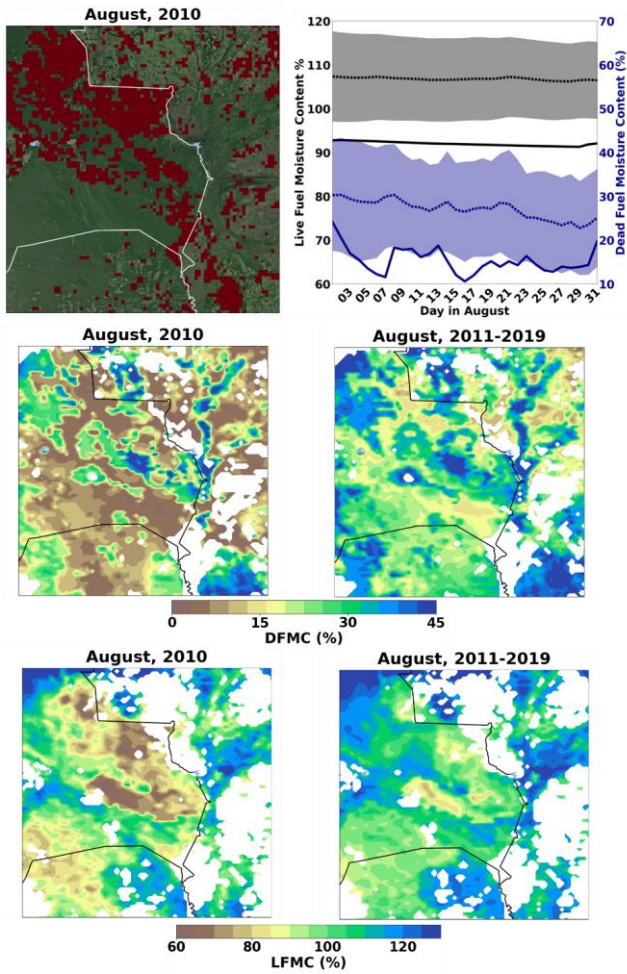 August, 2010
120
110
100
90
80
70
60
Live Fuel Moisture Content %
70
60
50
40
30
20
10
Dead Fuel Moisture Content (%)
03 05 07 09 11 13 15 17 19 21 23 25 27 29 31
Day in August
August, 2010
August, 2011-2019
0 15 30 45
DFMC (%)
August, 2010
August, 2011-2019
60 80 100 120
LFMC (%)